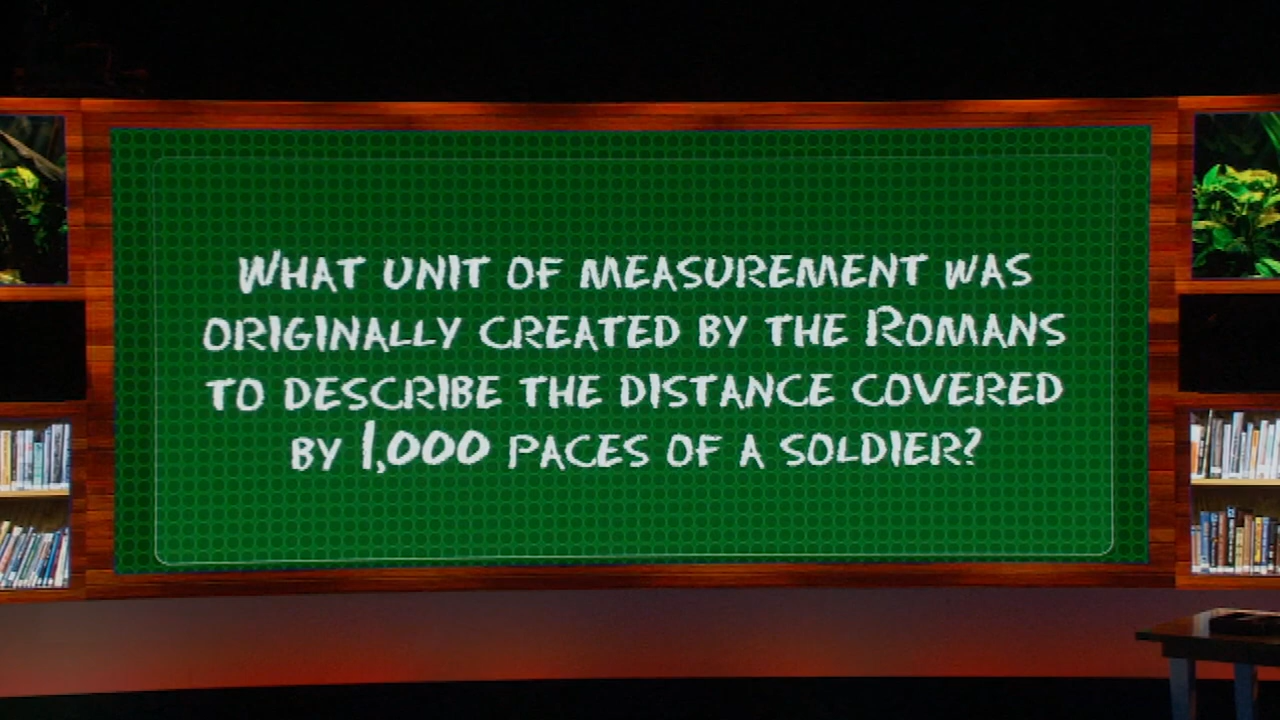 What unit of measurement was
originally created by the Romans
to describe the distance covered
by 1,000 paces of a soldier?